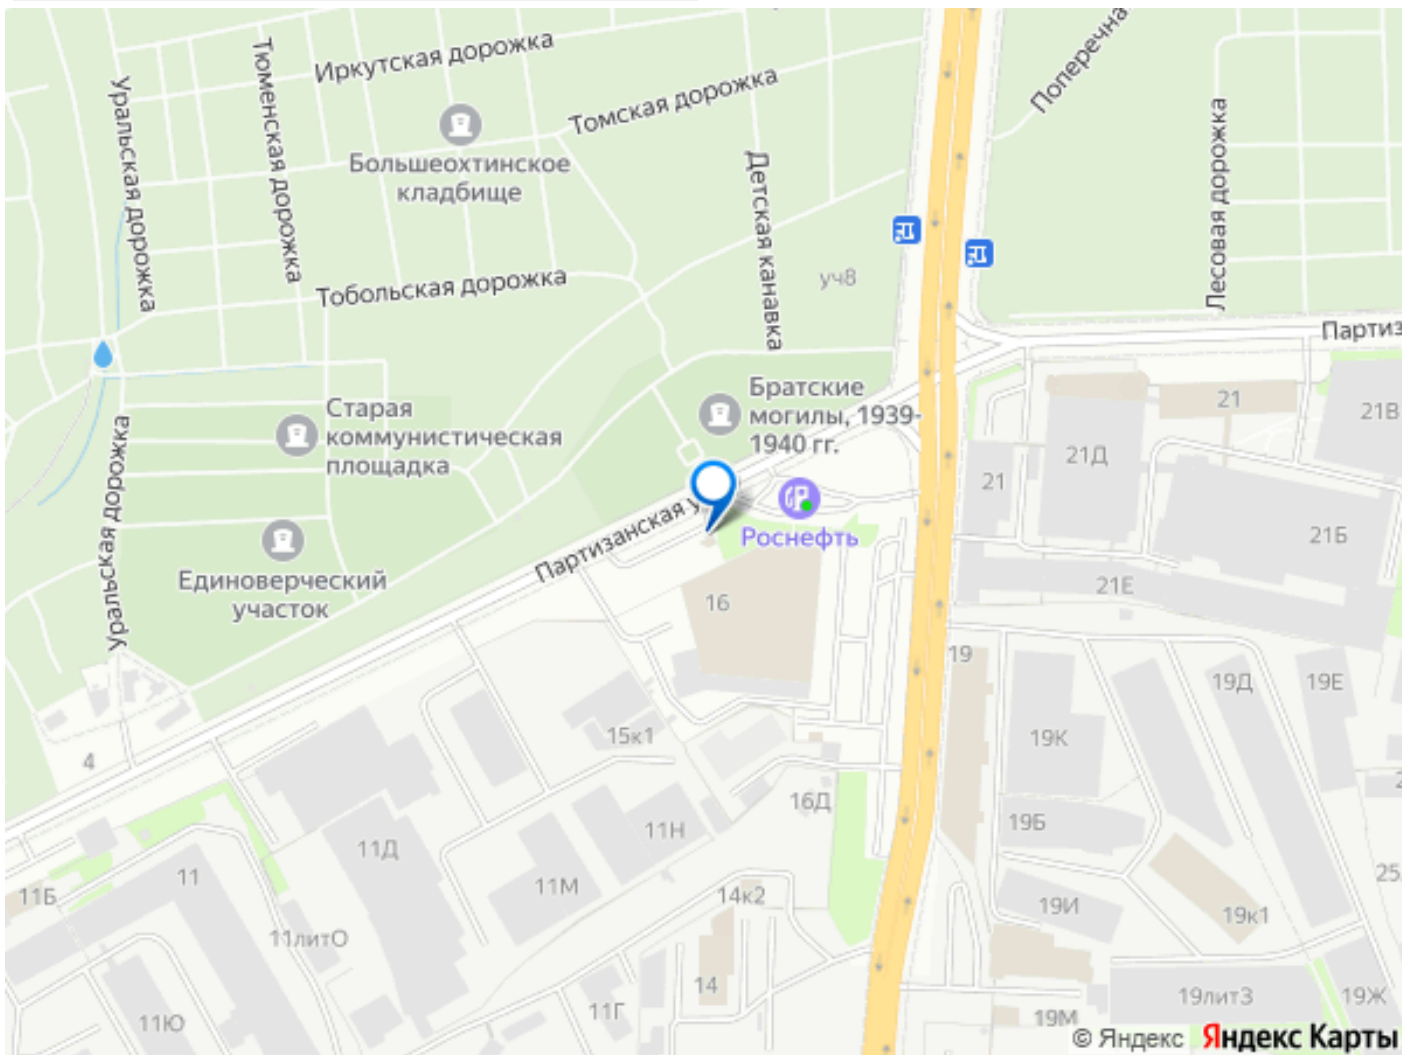 Иркутская дорожка
Поперечна
Тюменская дорожка
Уральская дорожка
Томская дорожка
Лесовая дорожка
Большеохтинское
кладбище
Детская канавка
уч8
Тобольская дорожка
Партиз
Братские
могилы, 1939-
1940 гг.
21
21В
Старая
коммунистическая
площадка
21Д
21
Уральская дорожка
Партизанская у
Роснефть
21Б
Единоверческий
участок
21Е
16
19
19Д
19Е
15к1
19К
4
16Д
11Н
19Б
11Д
11
11М
14к2
25
11Б
19И
19к1
11литО
14
19литЗ
19Ж
11Г
11Ю
19М
© Яндекс Яндекс Карты